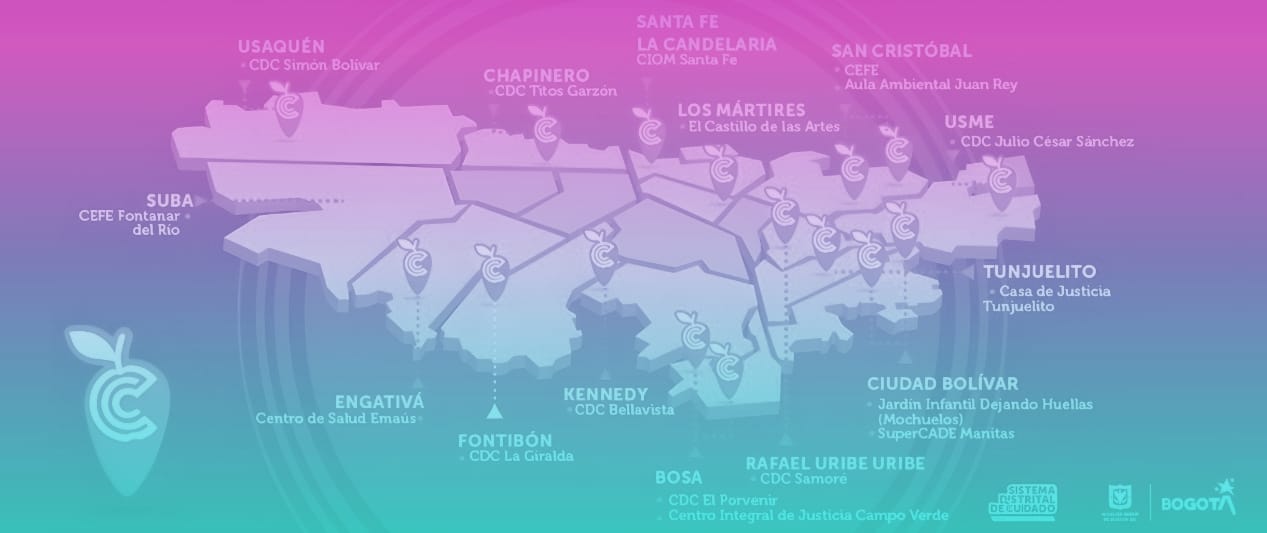 USAQUÉN
CDC Simón Bolívar
CHAPINERO
CDC Titos Garzón
SANTA FE
LA CANDELARIA
CIOM Santa Fe
LOS MÁRTIRES
El Castillo de las Artes
SAN CRISTÓBAL
CEFE
Aula Ambiental Juan Rey
USME
CDC Julio César Sánchez
SUBA
CEFE Fontanar
del Río
TUNJUELITO
Casa de Justicia
Tunjuelito
ENGATIVÁ
Centro de Salud Emaús
FONTIBÓN
CDC La Giralda
KENNEDY
CDC Bellavista
CIUDAD BOLÍVAR
Jardín Infantil Dejando Huellas
(Mochuelos)
SuperCADE Manitas
BOSA
CDC El Porvenir
Centro Integral de Justicia Campo Verde
RAFAEL URIBE URIBE
CDC Samoré
SISTEMA
DISTRITAL
DE CUIDADO
BOGOTÁ